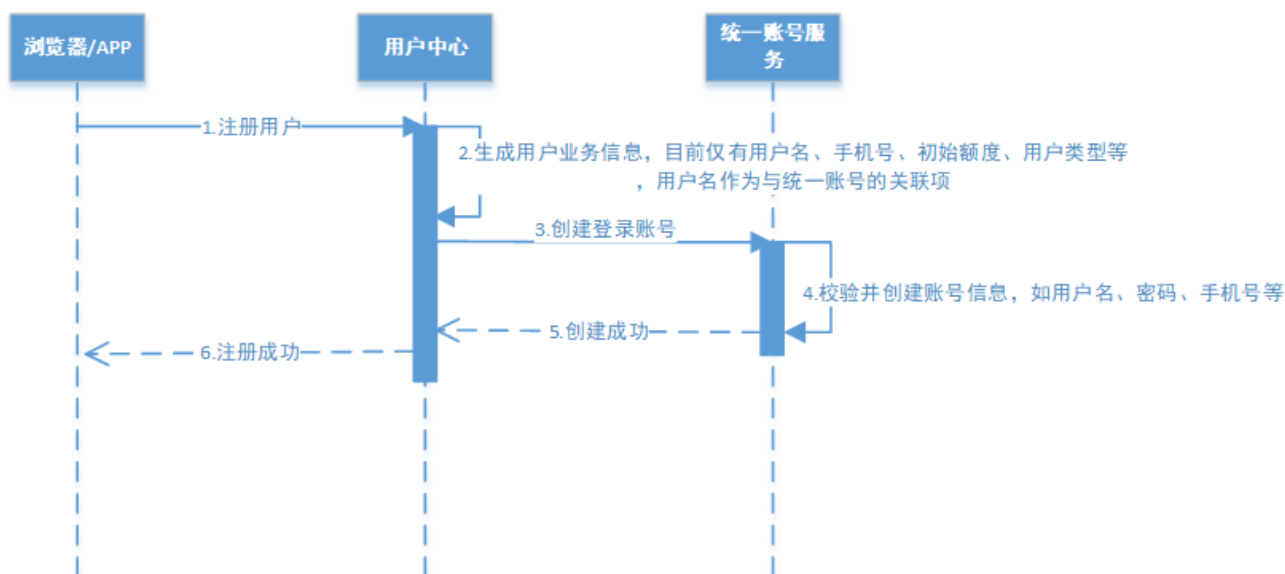 浏览器/APP
用户中心
统一账号服
务
1.注册用户
2.生成用户业务信息，目前仅有用户名、手机号、初始额度、用户类型等
，用户名作为与统一账号的关联项
3.创建登录账号
4.校验并创建账号信息，如用户名、密码、手机号等
5.创建成功
6.注册成功